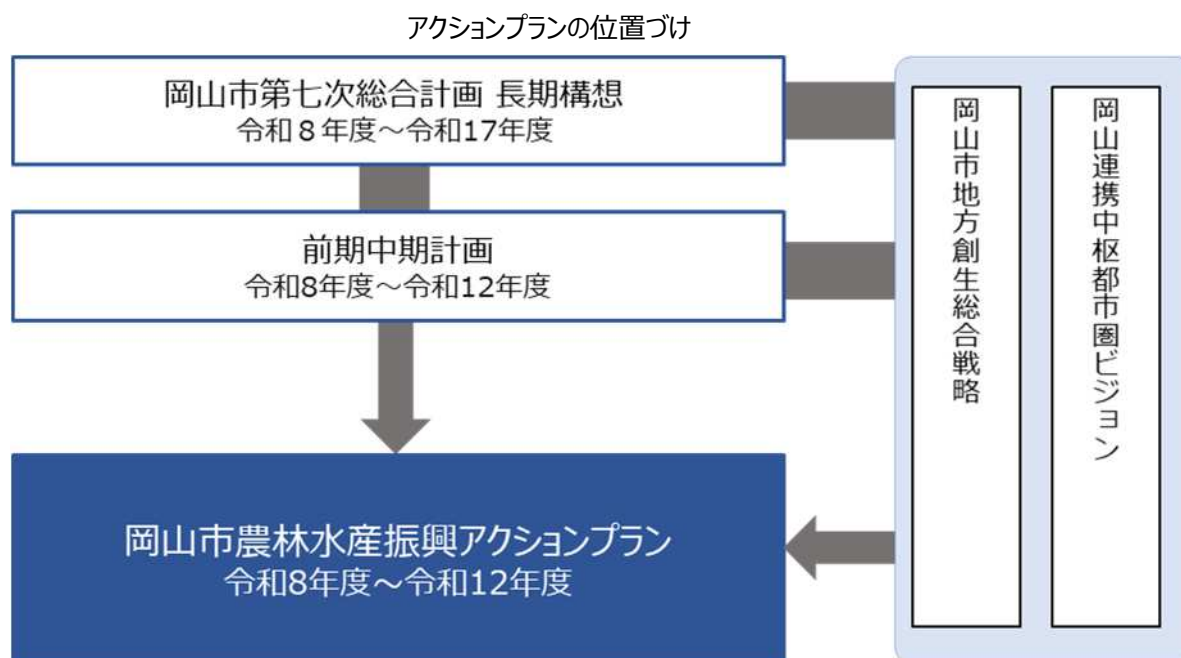 アクションプランの位置づけ
岡山市第七次総合計画 長期構想
令和８年度～令和17年度
前期中期計画
令和8年度～令和12年度
岡山市農林水産振興アクションプラン
令和8年度～令和12年度
岡山市地方創生総合戦略
岡山連携中枢都市圏ビジョン